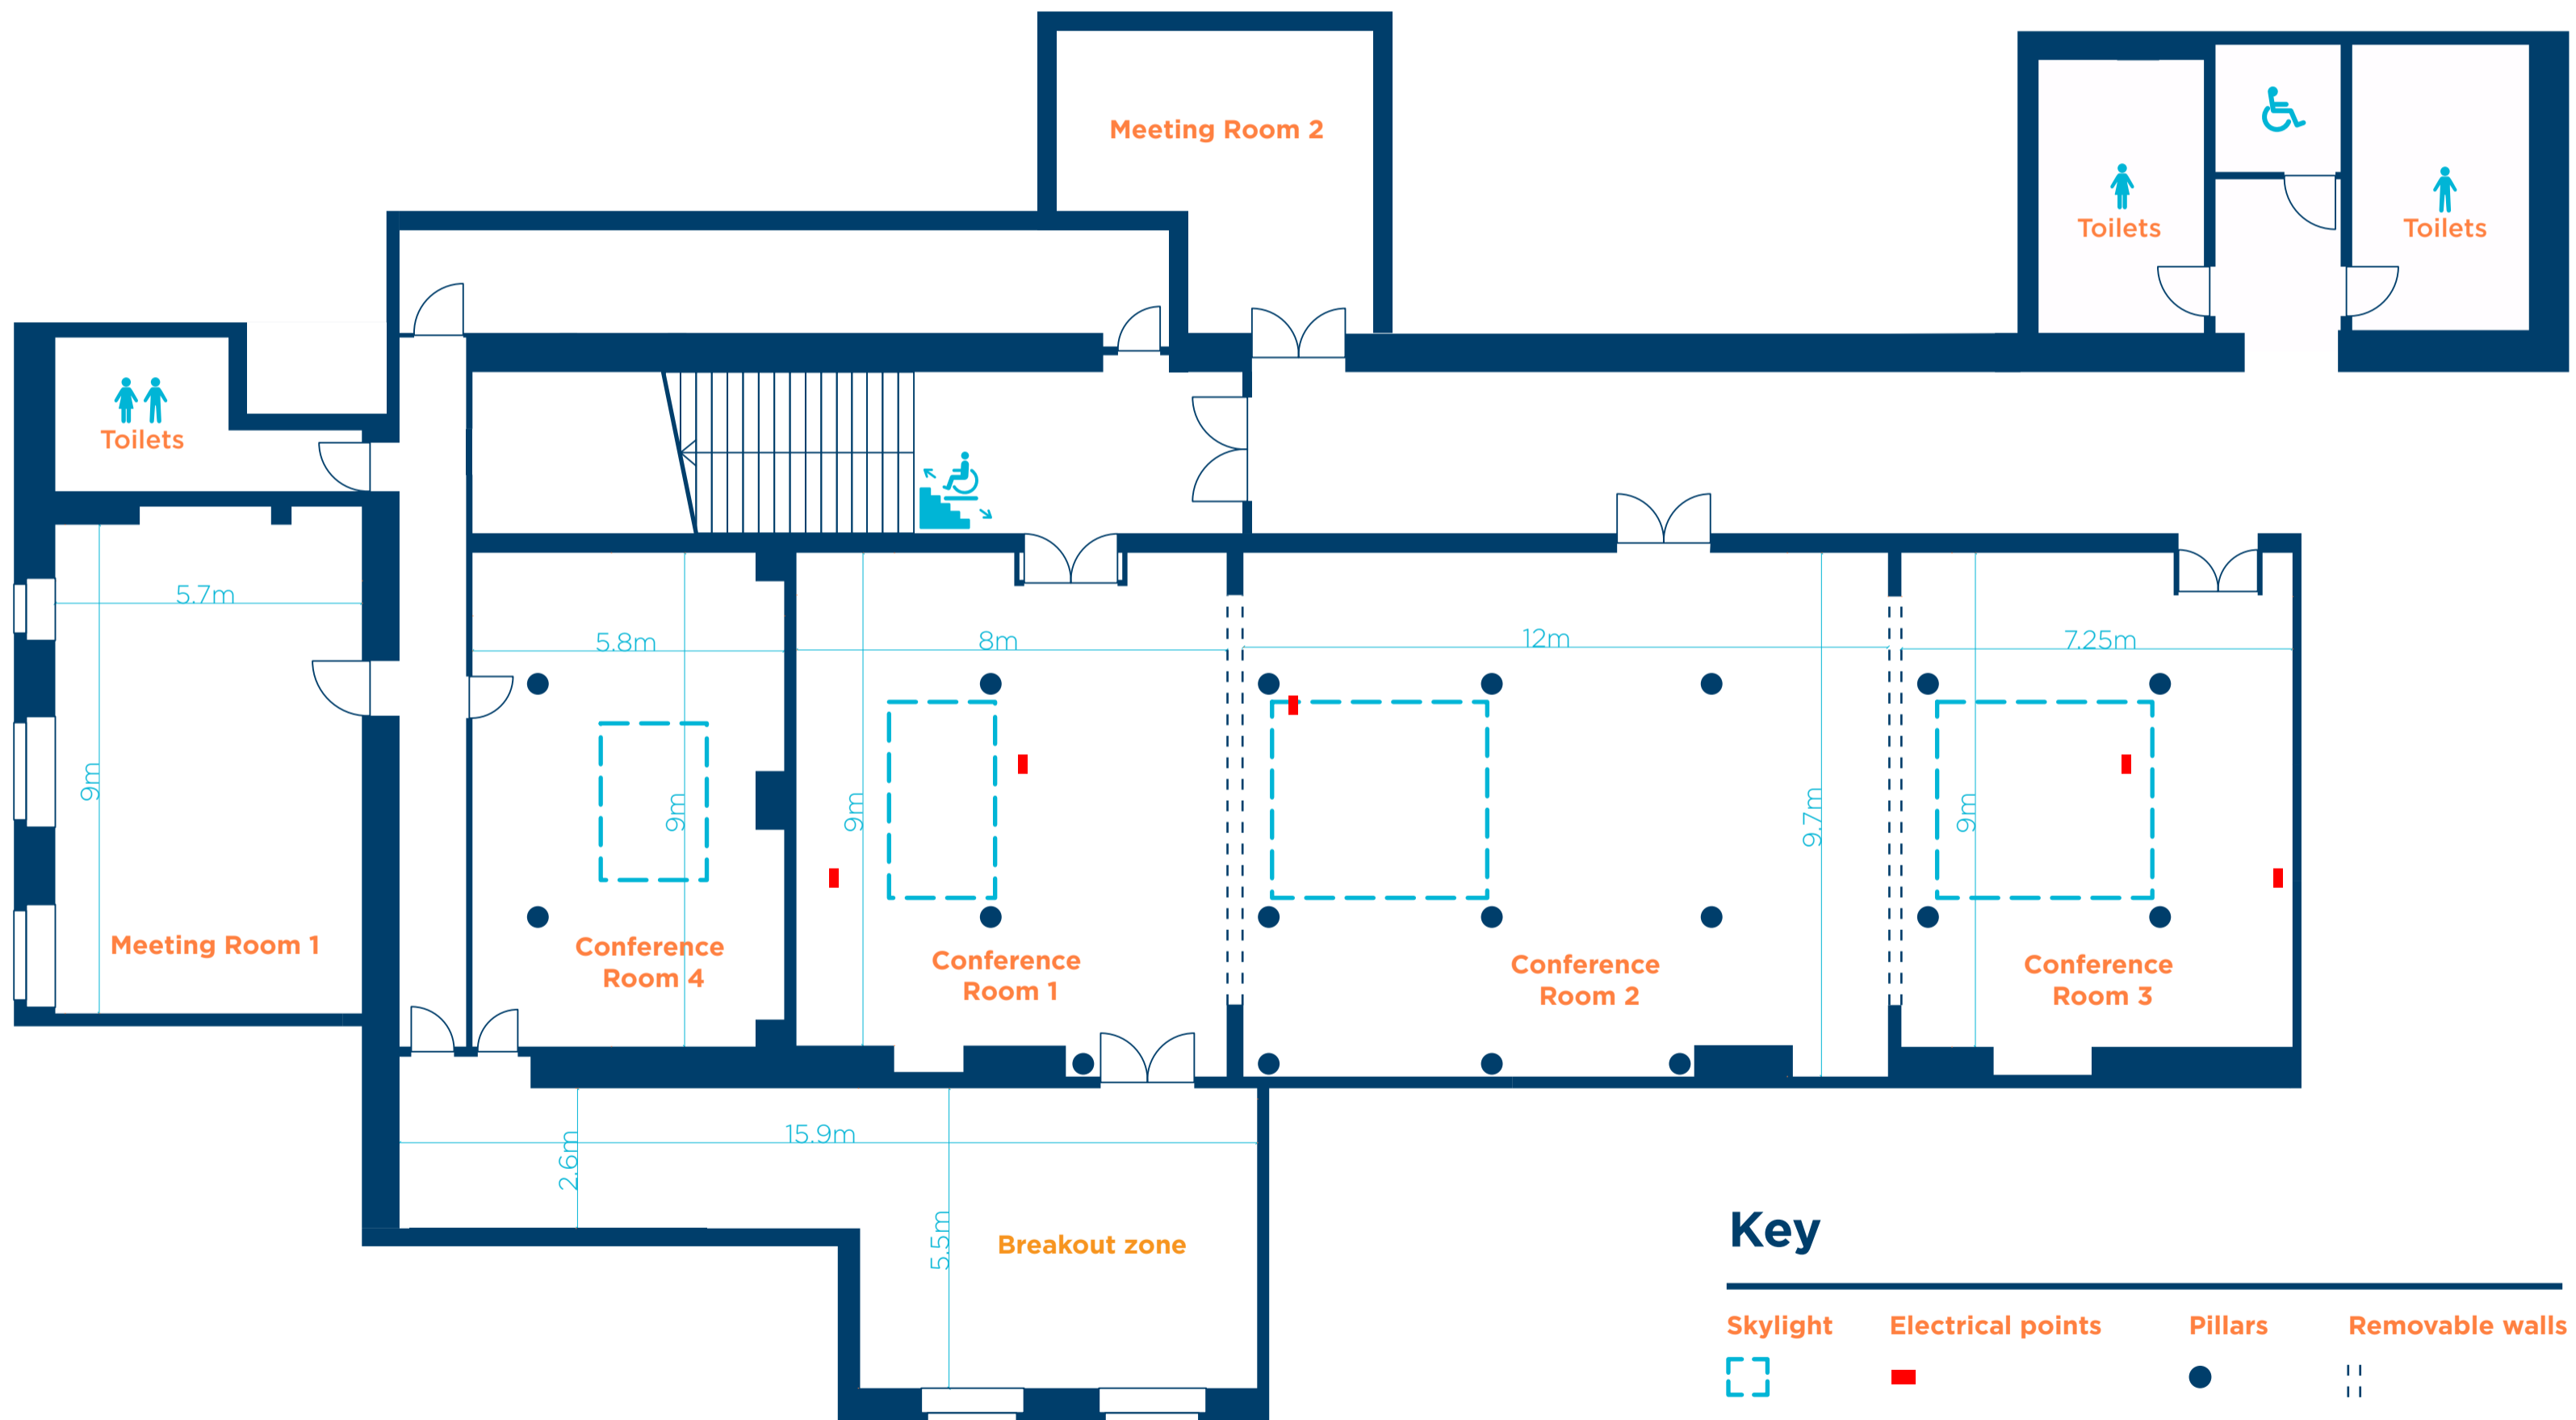 Meeting Room 2
Toilets
Toilets
Toilets
5.7m
5.8m
8m
12m
7.25m
9m
9m
9m
9.7m
9m
Meeting Room 1
Conference
Room 4
Conference
Room 1
Conference
Room 2
Conference
Room 3
15.9m
2.6m
5.5m
Breakout zone
Key
Skylight
Electrical points
Pillars
Removable walls